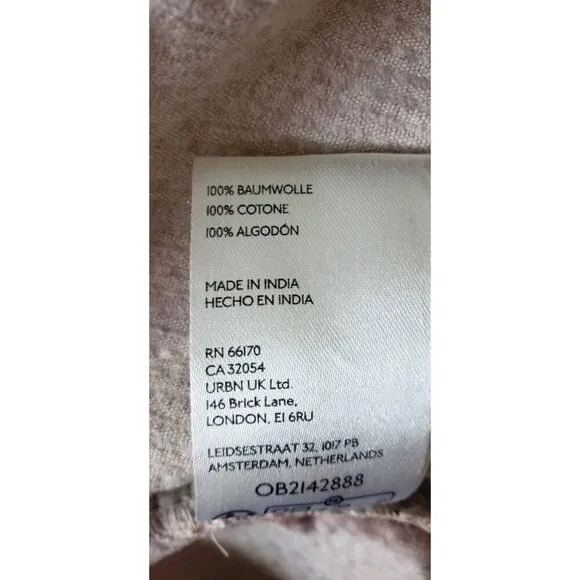 100% BAUMWOLLE
100% COTONE
100% ALGODÓN
MADE IN INDIA
HECHO EN INDIA
RN 66170
CA 32054
URBN UK Ltd.
146 Brick Lane,
LONDON, E1 6RU
LEIDSESTRAAT 32, 1017 PB
AMSTERDAM, NETHERLANDS
OB2142888